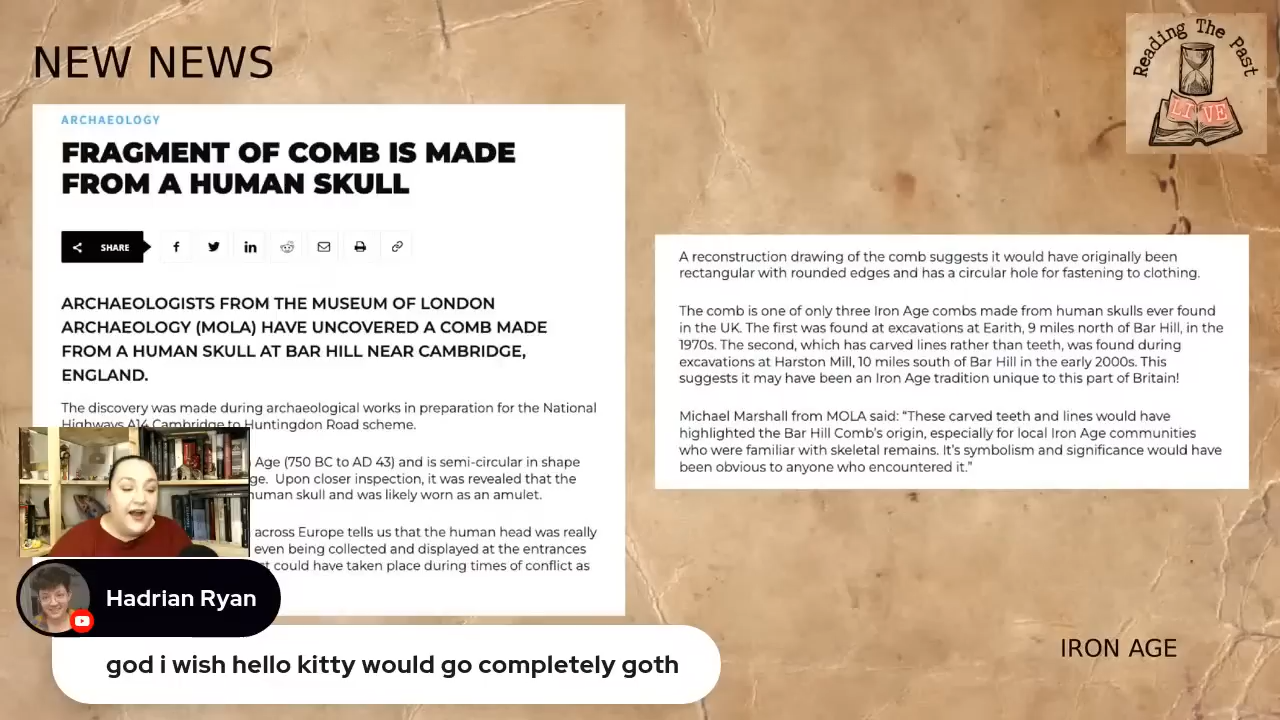 NEW NEWS
Reading The Past
LIVE
ARCHAEOLOGY
FRAGMENT OF COMB IS MADE
FROM A HUMAN SKULL
SHARE
ARCHAEOLOGISTS FROM THE MUSEUM OF LONDON
ARCHAEOLOGY (MOLA) HAVE UNCOVERED A COMB MADE
FROM A HUMAN SKULL AT BAR HILL NEAR CAMBRIDGE,
ENGLAND.
The discovery was made during archaeological works in preparation for the National
Highways A14 Cambridge to Huntingdon Road scheme.
Age (750 BC to AD 43) and is semi-circular in shape
Upon closer inspection, it was revealed that the
human skull and was likely worn as an amulet.
across Europe tells us that the human head was really
even being collected and displayed at the entrances
could have taken place during times of conflict as
A reconstruction drawing of the comb suggests it would have originally been
rectangular with rounded edges and has a circular hole for fastening to clothing.
The comb is one of only three Iron Age combs made from human skulls ever found
in the UK. The first was found at excavations at Earith, 9 miles north of Bar Hill, in the
1970s. The second, which has carved lines rather than teeth, was found during
excavations at Harston Mill, 10 miles south of Bar Hill in the early 2000s. This
suggests it may have been an Iron Age tradition unique to this part of Britain!
Michael Marshall from MOLA said: “These carved teeth and lines would have
highlighted the Bar Hill Comb’s origin, especially for local Iron Age communities
who were familiar with skeletal remains. It’s symbolism and significance would have
been obvious to anyone who encountered it.”
Hadrian Ryan
god i wish hello kitty would go completely goth
IRON AGE